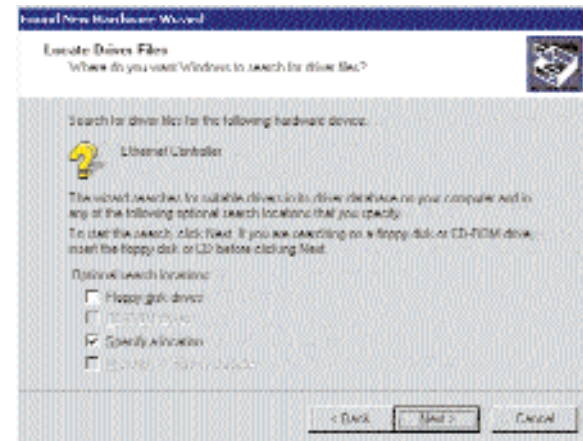 Found New Hardware Wizard
Locate Driver Files
Where do you want Windows to search for driver files?
Search for driver files for the following hardware device:
Ethernet Controller
The wizard searches for suitable drivers in its driver database on your computer and in
any of the following optional search locations that you specify.
To start the search, click Next. If you are searching on a floppy disk or CD-ROM drive,
insert the floppy disk or CD before clicking Next.
Optional search locations:
Floppy disk drives
Specify a location
< Back
Next >
Cancel